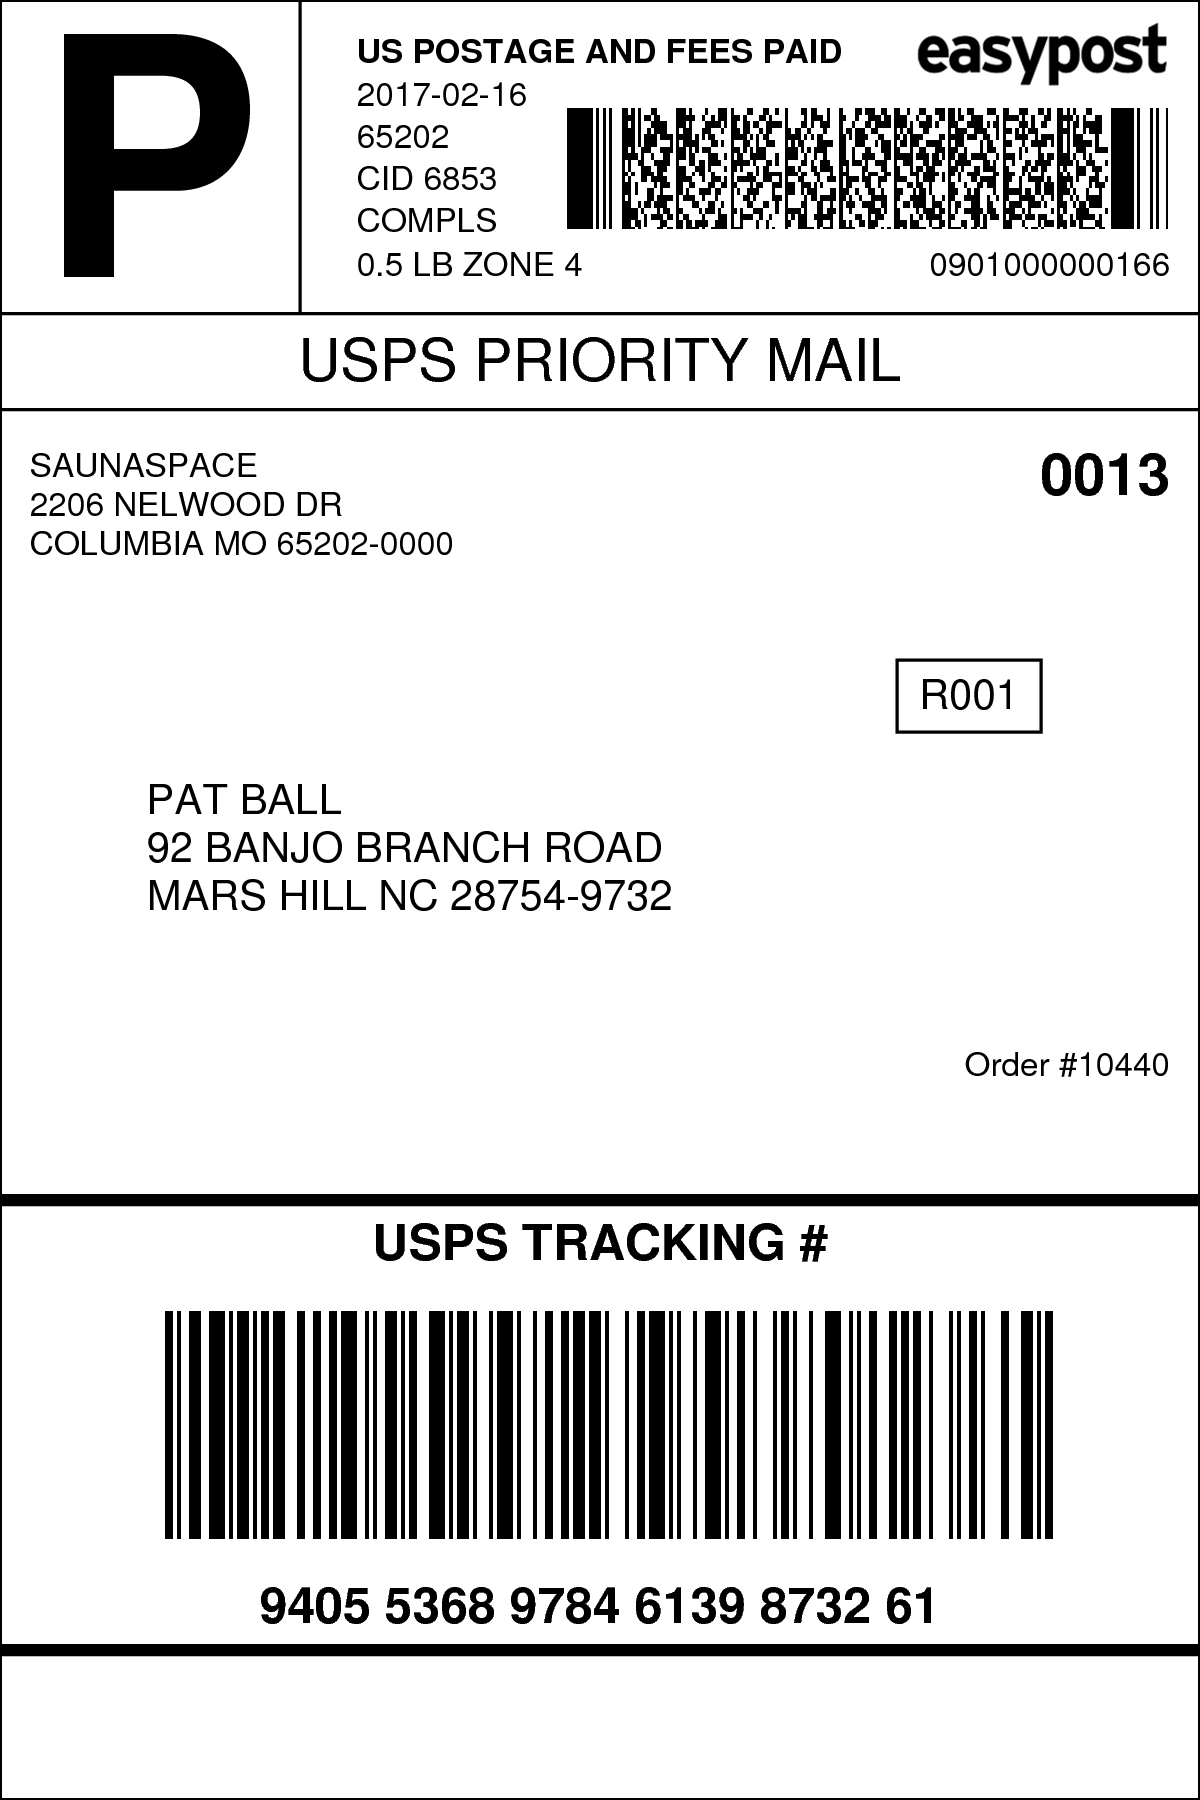 P
US POSTAGE AND FEES PAID
easypost
2017-02-16
65202
CID 6853
COMPLS
0.5 LB ZONE 4
0901000000166
USPS PRIORITY MAIL
SAUNASPACE
2206 NELWOOD DR
COLUMBIA MO 65202-0000
0013
R001
PAT BALL
92 BANJO BRANCH ROAD
MARS HILL NC 28754-9732
Order #10440
USPS TRACKING #
9405 5368 9784 6139 8732 61